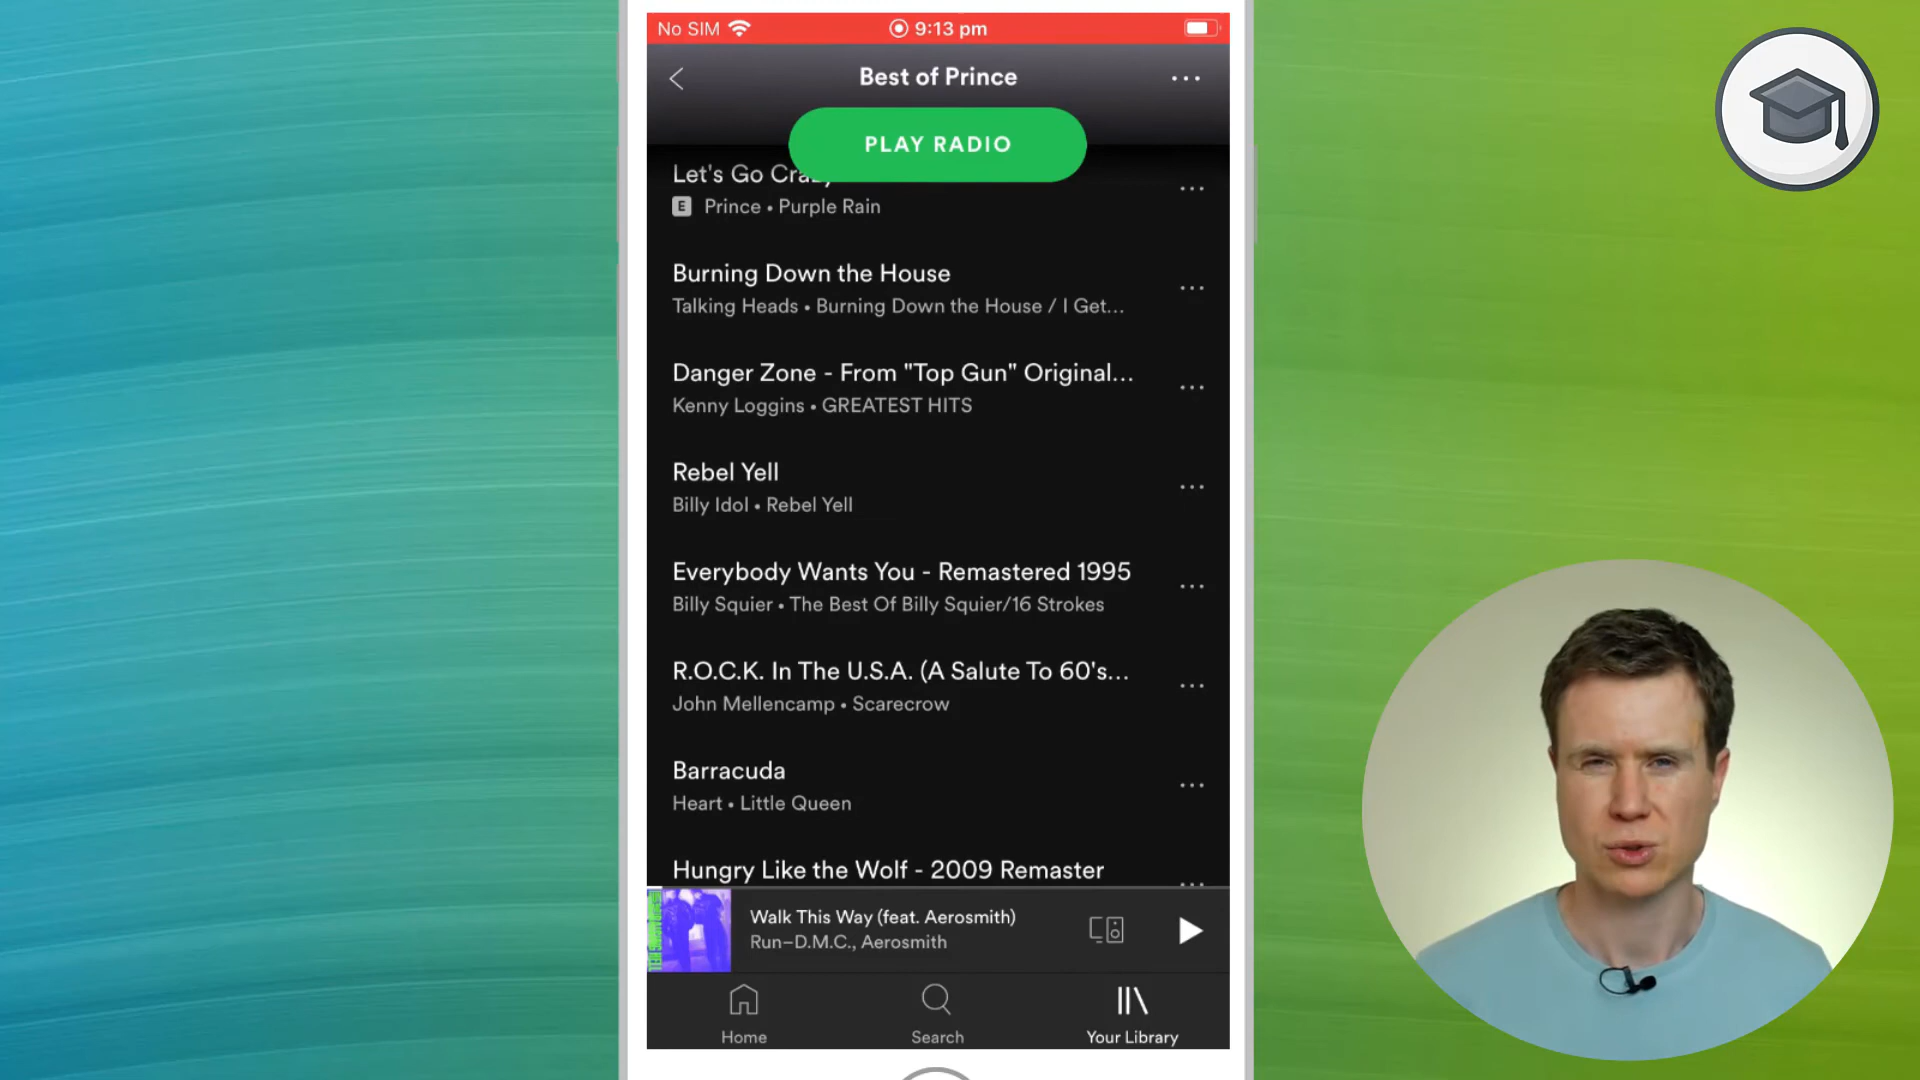 No SIM 9:13 pm
Best of Prince
PLAY RADIO
Let's Go Crazy
E Prince • Purple Rain
Burning Down the House
Talking Heads • Burning Down the House / I Get...
Danger Zone - From "Top Gun" Original...
Kenny Loggins • GREATEST HITS
Rebel Yell
Billy Idol • Rebel Yell
Everybody Wants You - Remastered 1995
Billy Squier • The Best Of Billy Squier/16 Strokes
R.O.C.K. In The U.S.A. (A Salute To 60's...
John Mellencamp • Scarecrow
Barracuda
Heart • Little Queen
Hungry Like the Wolf - 2009 Remaster
Walk This Way (feat. Aerosmith)
Run–D.M.C., Aerosmith
Home Search Your Library